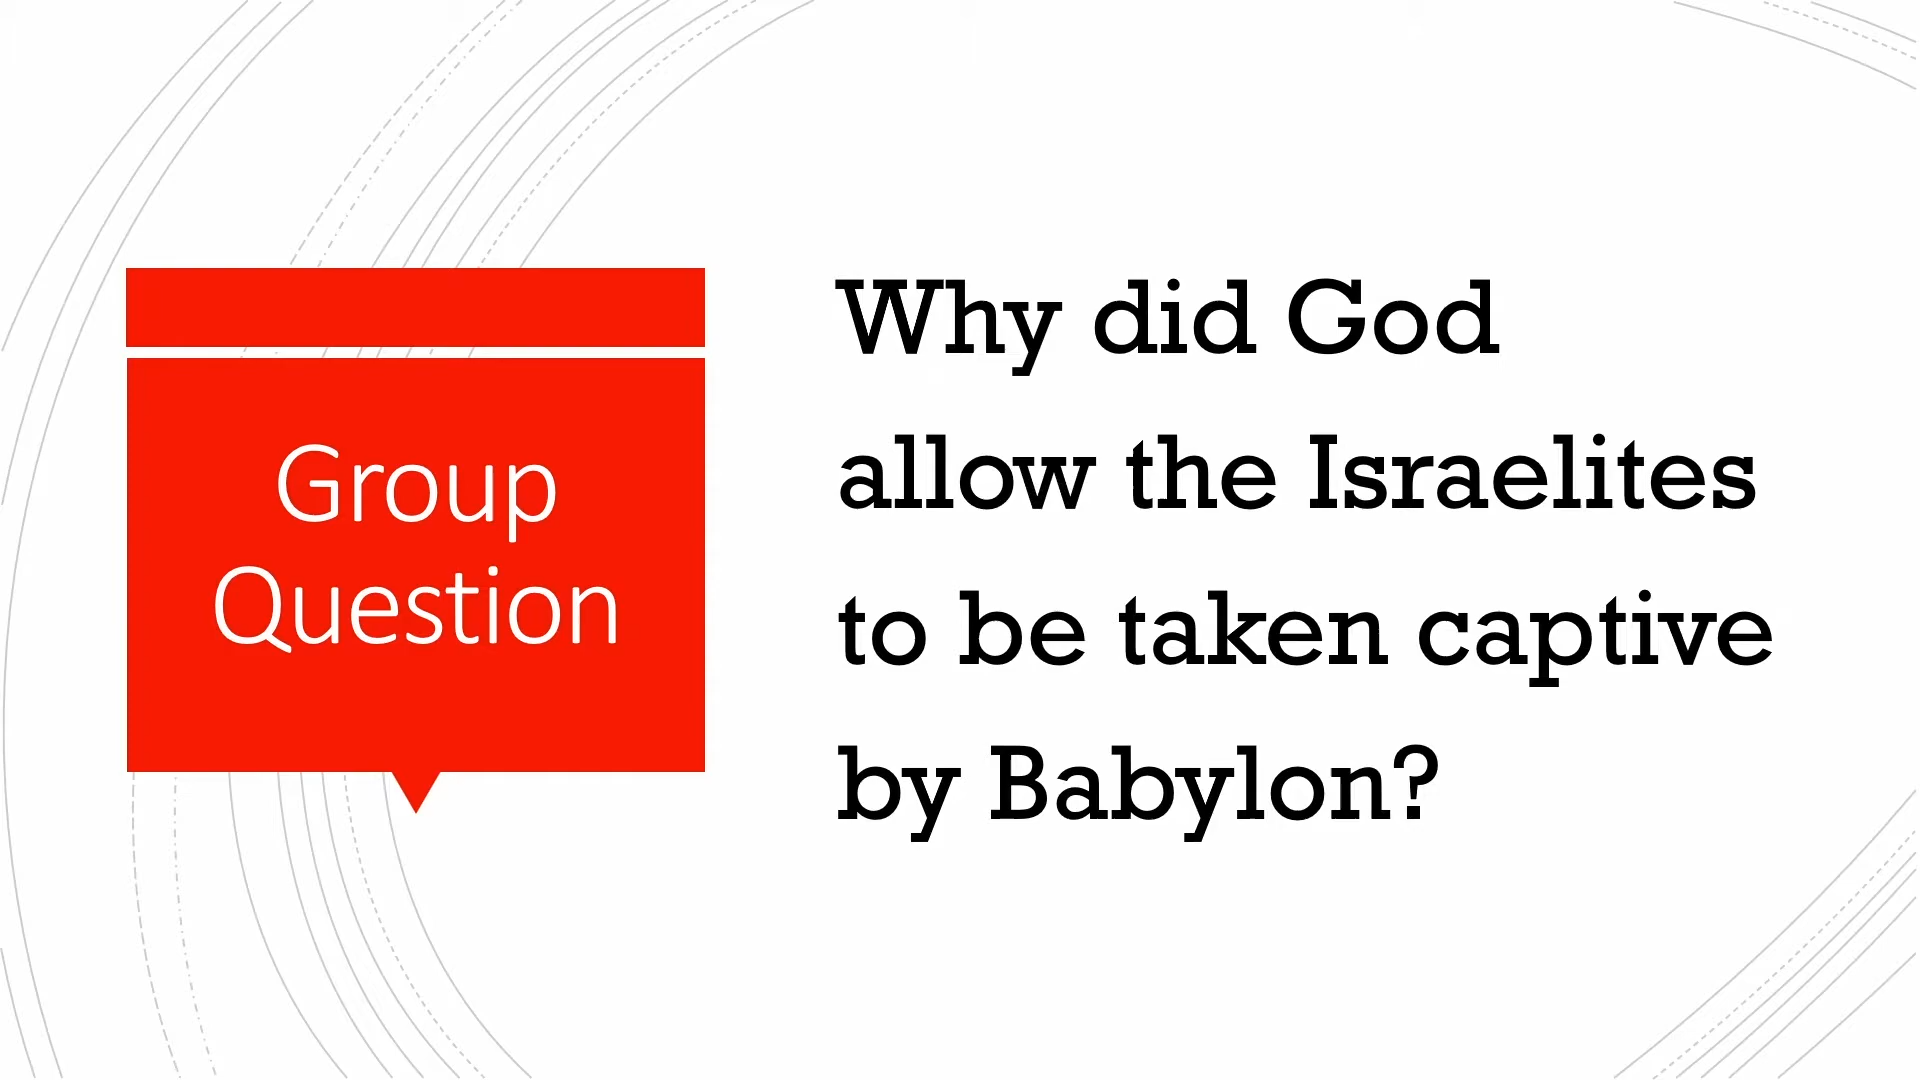 Group
Question
Why did God
allow the Israelites
to be taken captive
by Babylon?